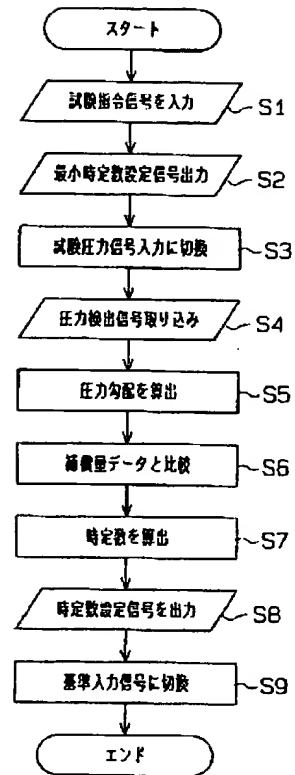 スタート
試験指令信号を入力 S1
最小時定数設定信号出力 S2
試験圧力信号入力に切換 S3
圧力検出信号取り込み S4
圧力勾配を算出 S5
補償量データと比較 S6
時定数を算出 S7
時定数設定信号を出力 S8
基準入力信号に切換 S9
エンド